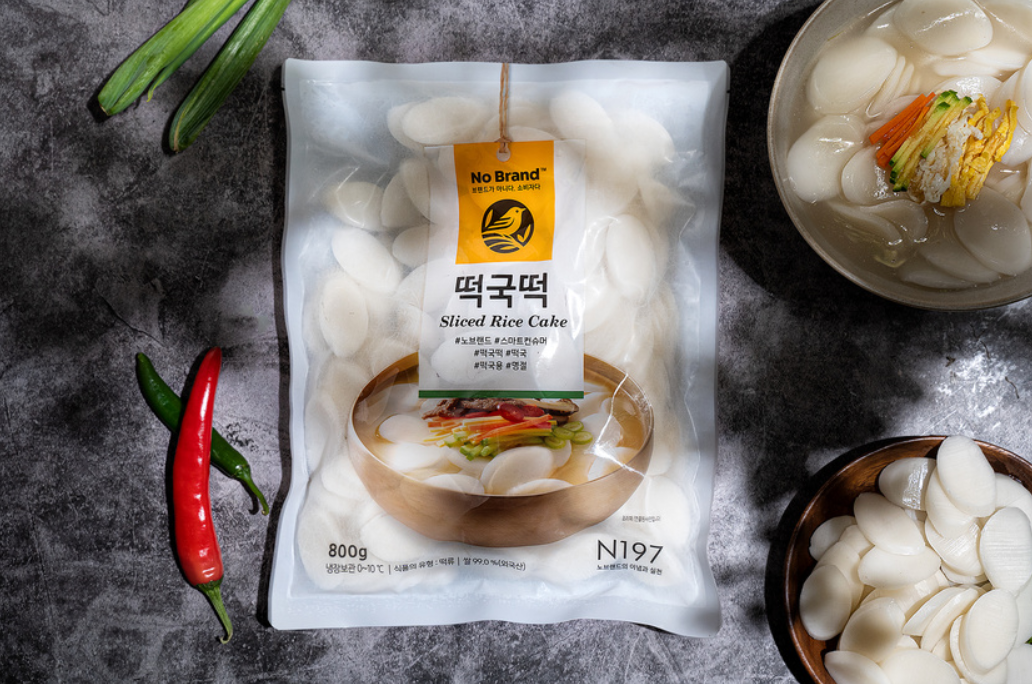 No Brand™
브랜드가 아니다. 소비자다
떡국떡
Sliced Rice Cake
#노브랜드 #스마트컨슈머
#떡국떡 #떡국
#떡국용 #명절
800g
냉장보관 0~10 ℃ | 식품의 유형 : 떡류 | 쌀 99.0 %(외국산)
N197
노브랜드의 이념과 실천